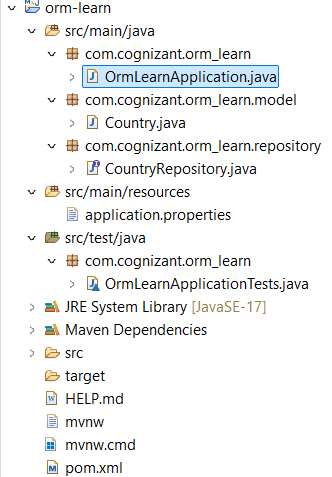 orm-learn
src/main/java
com.cognizant.orm_learn
OrmLearnApplication.java
com.cognizant.orm_learn.model
Country.java
com.cognizant.orm_learn.repository
CountryRepository.java
src/main/resources
application.properties
src/test/java
com.cognizant.orm_learn
OrmLearnApplicationTests.java
JRE System Library [JavaSE-17]
Maven Dependencies
src
target
HELP.md
mvnw
mvnw.cmd
pom.xml